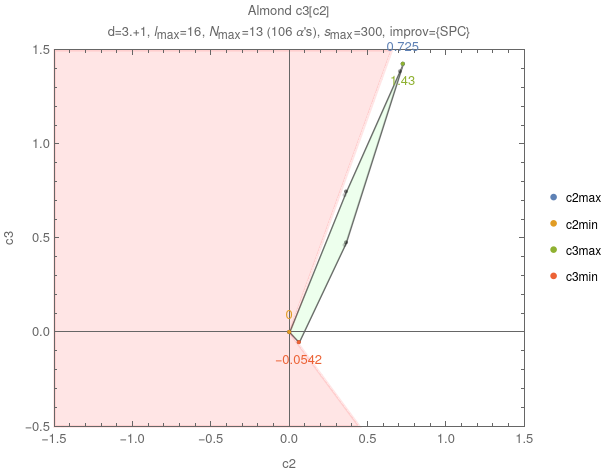 Almond c3[c2]
d=3.+1, lmax=16, Nmax=13 (106 α's), smax=300, improv={SPC}
0.725
1.43
0
−0.0542
1.5
1.0
0.5
0.0
−0.5
c3
−1.5 −1.0 −0.5 0.0 0.5 1.0 1.5
c2
c2max
c2min
c3max
c3min